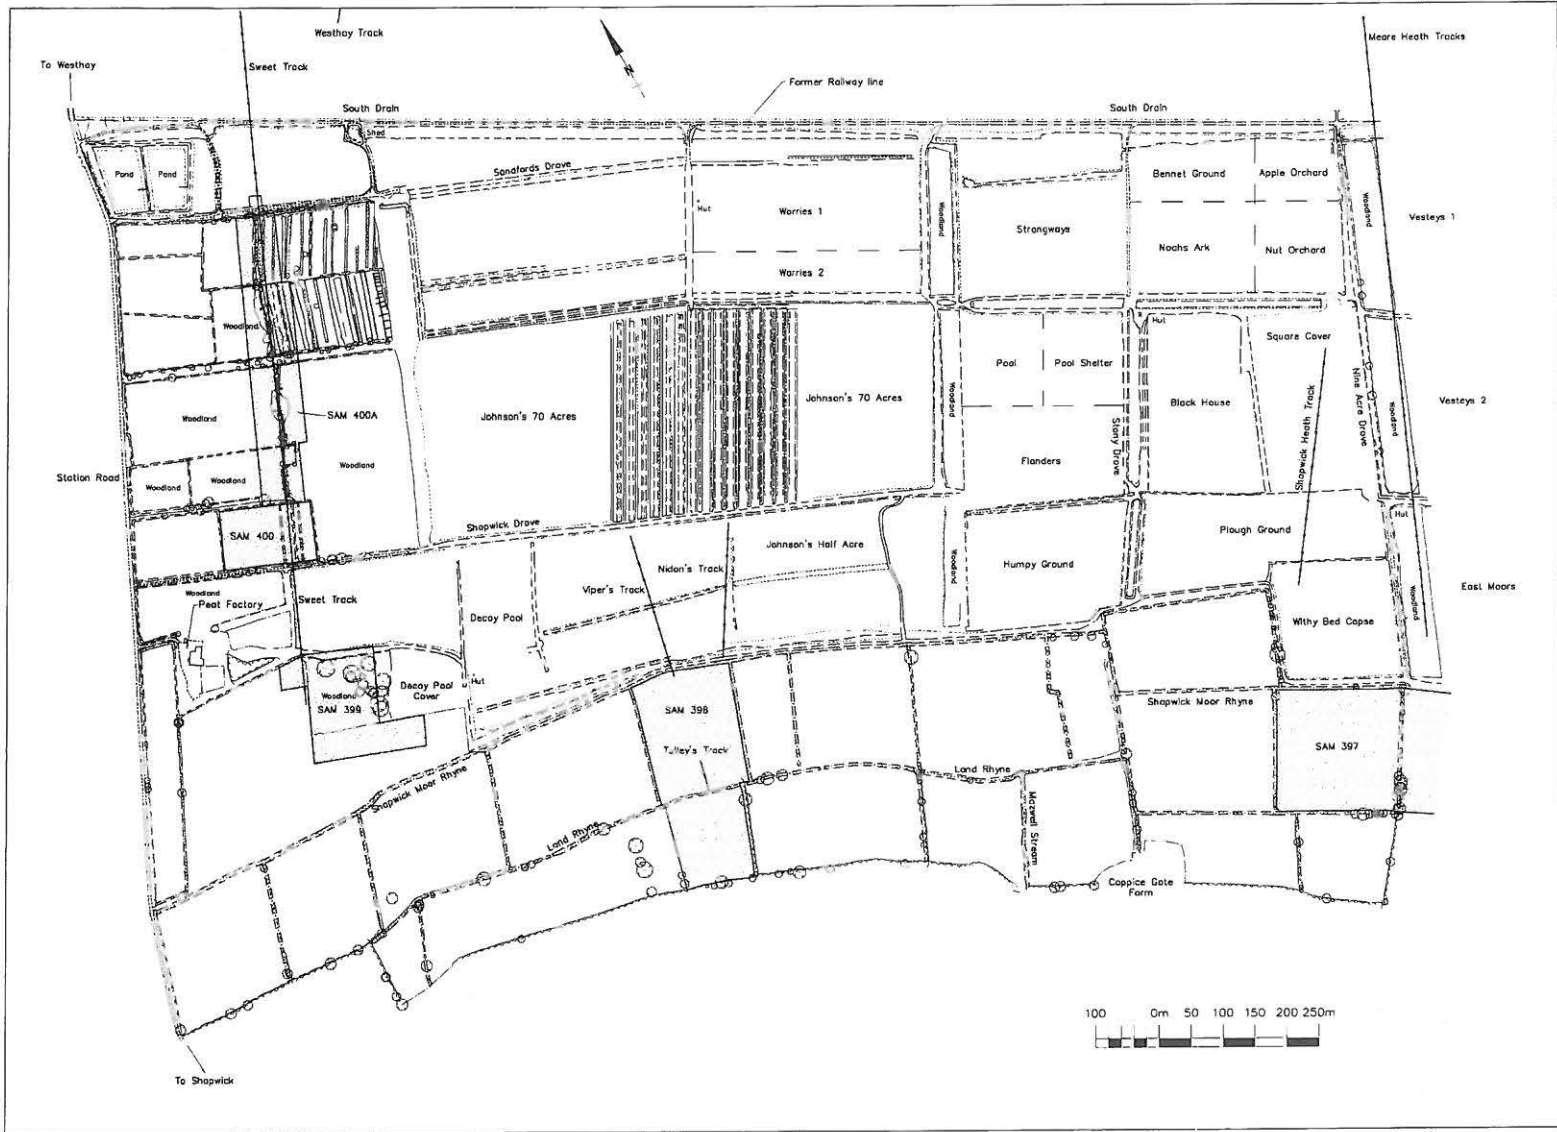 Westhay Track
Meare Heath Tracks
To Westhay
Sweet Track
N
Former Railway line
South Drain
South Drain
Shed
Sandfords Drove
Pond
Pond
Bennet Ground
Apple Orchard
Hut
Worries 1
Woodland
Strongways
Woodland
Vesteys 1
Noahs Ark
Nut Orchard
Worries 2
Woodland
Hut
Square Cover
Pool
Pool Shelter
Woodland
SAM 400A
Johnson's 70 Acres
Johnson's 70 Acres
Woodland
Black House
Nine Acre Drove
Woodland
Vesteys 2
Shapwick Heath Track
Stony Drove
Woodland
Flanders
Station Road
Woodland
Woodland
Shapwick Drove
Hut
SAM 400
Johnson's Half Acre
Plough Ground
Nidon's Track
Woodland
Humpy Ground
Viper's Track
East Moors
Woodland
Woodland
Peat Factory
Sweet Track
Decoy Pool
Withy Bed Copse
Hut
Decoy Pool
Cover
Woodland
SAM 399
SAM 398
Shapwick Moor Rhyne
Tulley's Track
SAM 397
Shapwick Moor Rhyne
Land Rhyne
Land Rhyne
Mazwell Stream
Coppice Gate
Farm
100 0m 50 100 150 200 250m
To Shapwick